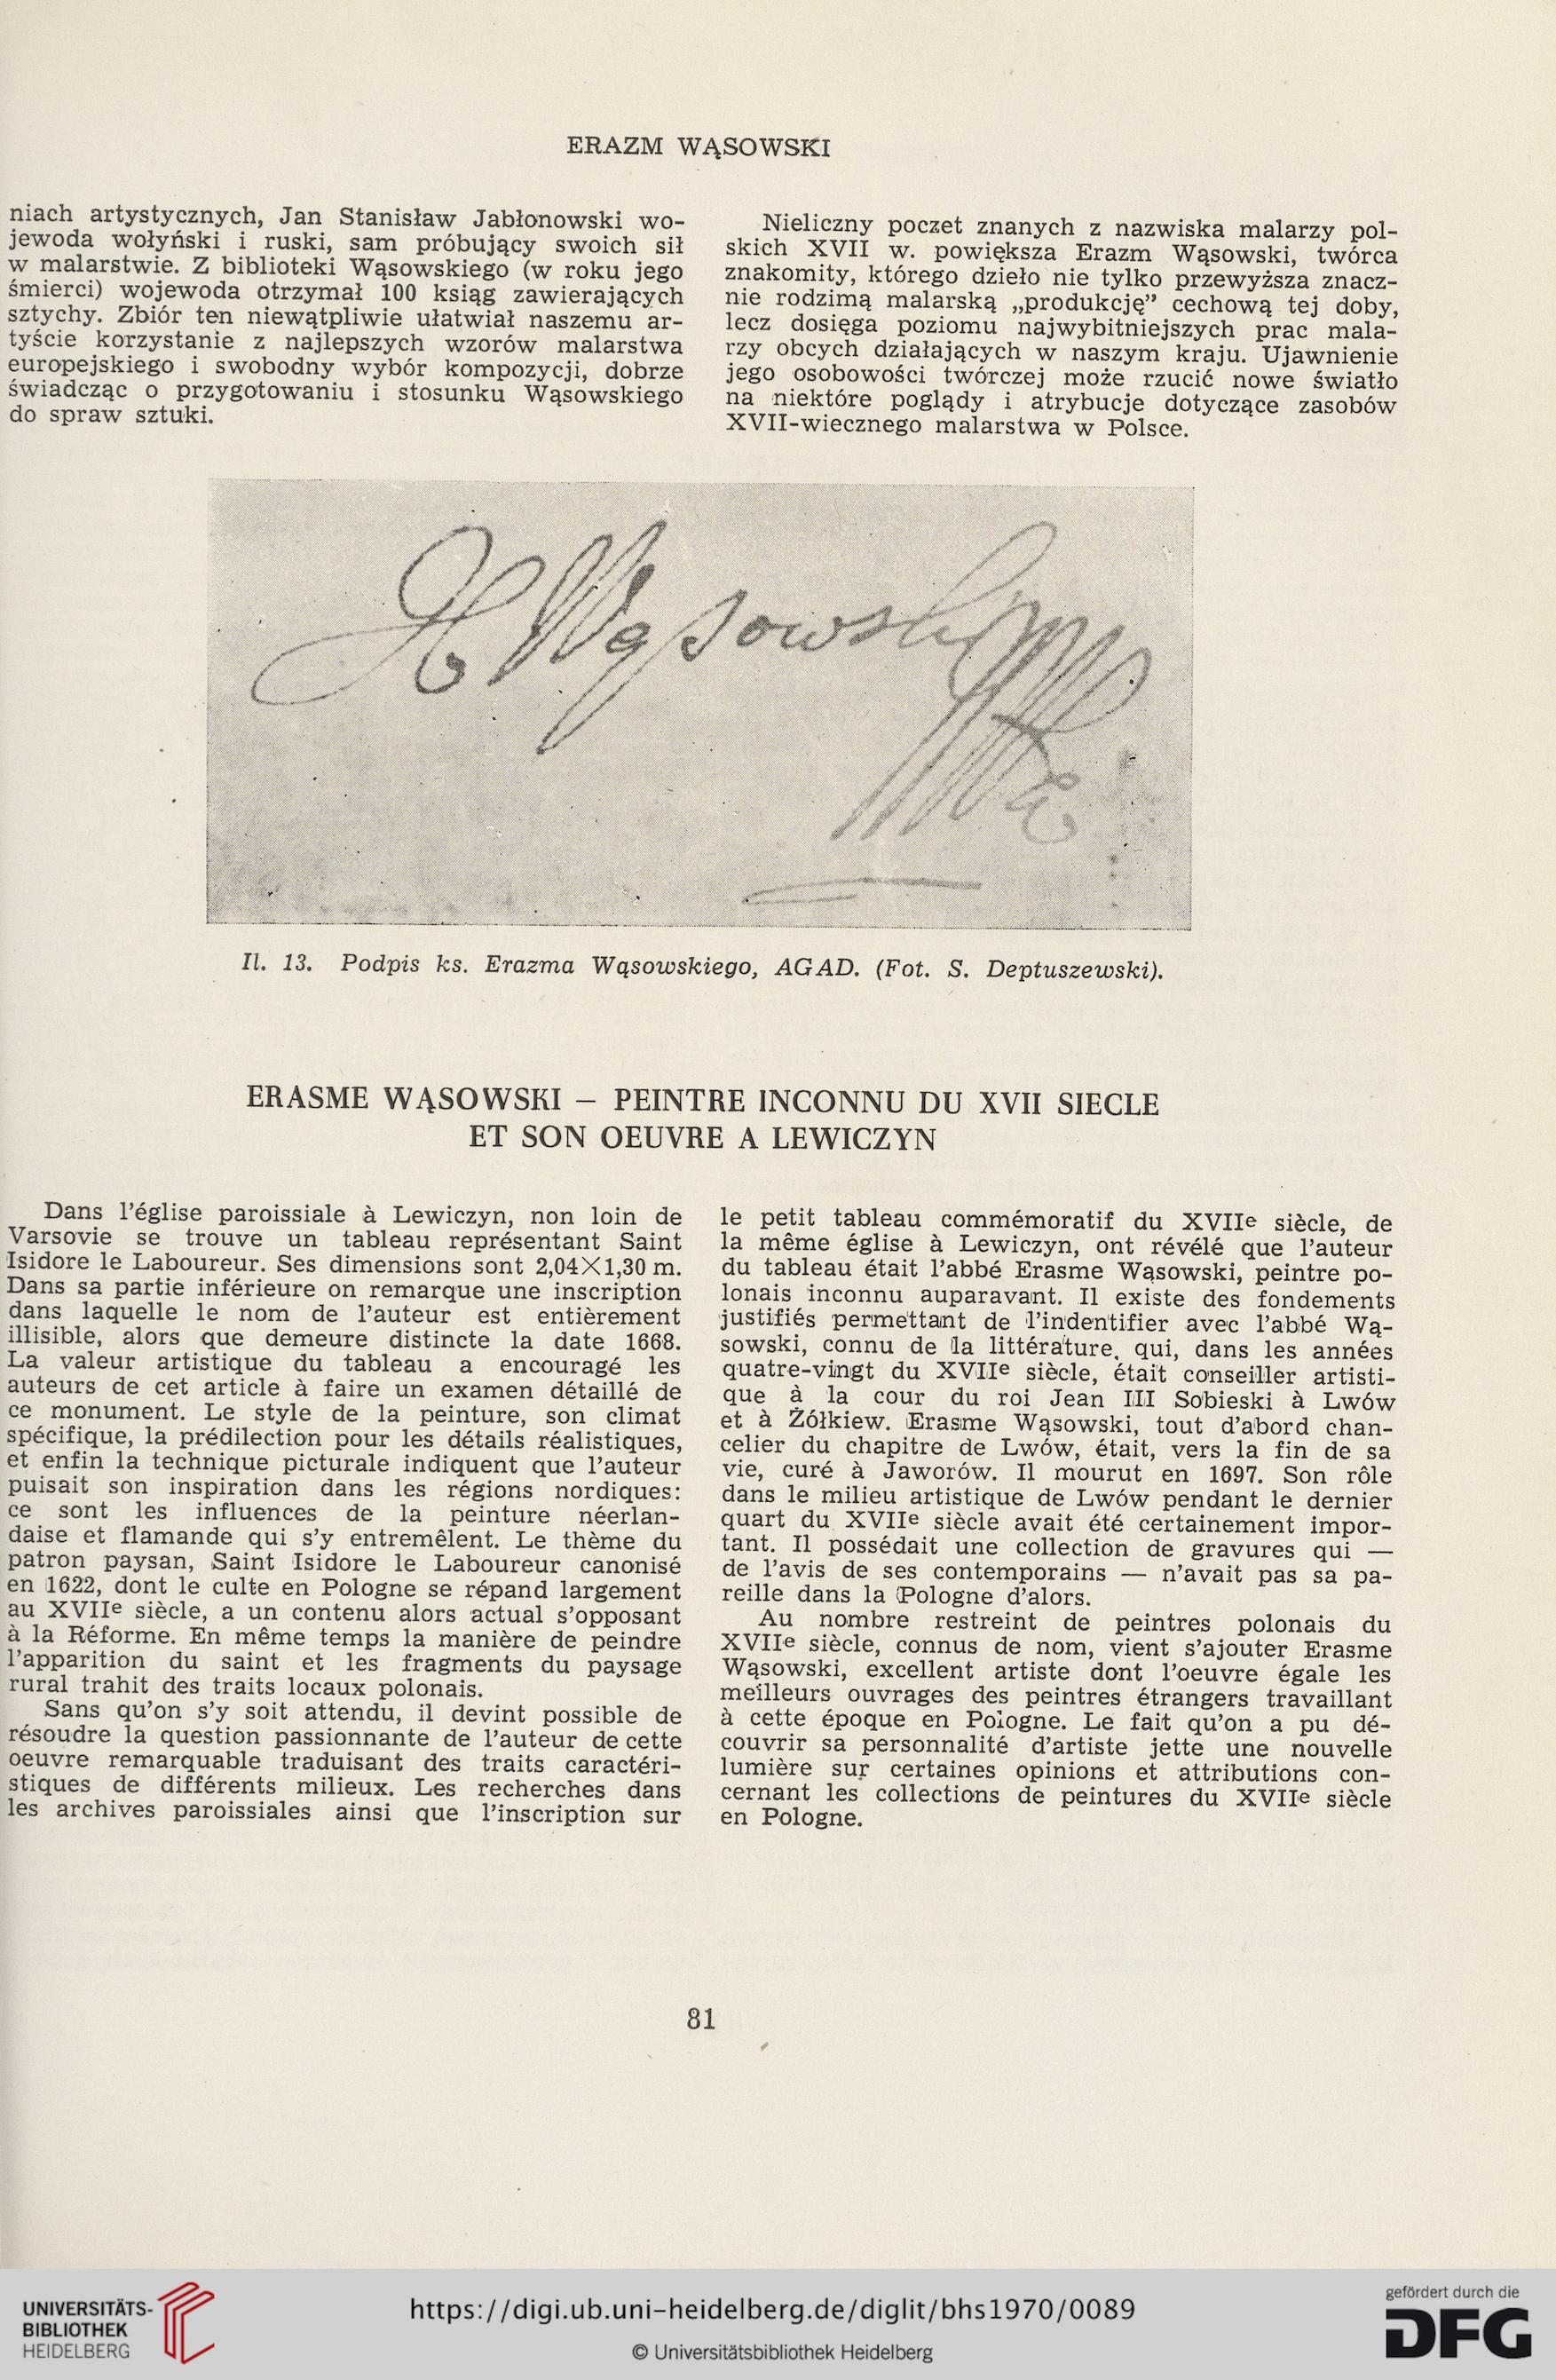 ERAZM WĄSOWSKI
niach artystycznych, Jan Stanisław Jabłonowski wo-
jewoda wołyński i ruski, sam próbujący swoich sił
w malarstwie. Z biblioteki Wąsowskiego (w roku jego
śmierci) wojewoda otrzymał 100 ksiąg zawierających
sztychy. Zbiór ten niewątpliwie ułatwiał naszemu ar-
tyście korzystanie z najlepszych wzorów malarstwa
europejskiego i swobodny wybór kompozycji, dobrze
świadcząc o przygotowaniu i stosunku Wąsowskiego
do spraw sztuki.
Nieliczny poczet znanych z nazwiska malarzy pol-
skich XVII w. powiększa Erazm Wąsowski, twórca
znakomity, którego dzieło nie tylko przewyższa znacz-
nie rodzimą malarską „produkcję” cechową tej doby,
lecz dosięga poziomu najwybitniejszych prac mala-
rzy obcych działających w naszym kraju. Ujawnienie
jego osobowości twórczej może rzucić nowe światło
na niektóre poglądy i atrybucje dotyczące zasobów
XVII-wiecznego malarstwa w Polsce.
Wąsowski
Il. 13. Podpis ks. Erazma Wąsowskiego, AGAD. (Fot. S. Deptuszewski).
ERASME WĄSOWSKI — PEINTRE INCONNU DU XVII SIECLE
ET SON OEUVRE A LEWICZYN
Dans l'église paroissiale à Lewiczyn, non loin de
Varsovie se trouve un tableau représentant Saint
Isidore le Laboureur. Ses dimensions sont 2,04×1,30 m.
Dans sa partie inférieure on remarque une inscription
dans laquelle le nom de l'auteur est entièrement
illisible, alors que demeure distincte la date 1668.
La valeur artistique du tableau a encouragé les
auteurs de cet article à faire un examen détaillé de
ce monument. Le style de la peinture, son climat
spécifique, la prédilection pour les détails réalistiques,
et enfin la technique picturale indiquent que l'auteur
puisait son inspiration dans les régions nordiques:
ce sont les influences de la peinture néerlan-
daise et flamande qui s'y entremêlent. Le thème du
patron paysan, Saint Isidore le Laboureur canonisé
en 1622, dont le culte en Pologne se répand largement
au XVIIe siècle, a un contenu alors actual s'opposant
à la Réforme. En même temps la manière de peindre
l'apparition du saint et les fragments du paysage
rural trahit des traits locaux polonais.
Sans qu'on s'y soit attendu, il devint possible de
résoudre la question passionnante de l'auteur de cette
oeuvre remarquable traduisant des traits caractéri-
stiques de différents milieux. Les recherches dans
les archives paroissiales ainsi que l'inscription sur
le petit tableau commémoratif du XVIIe siècle, de
la même église à Lewiczyn, ont révélé que l'auteur
du tableau était l'abbé Erasme Wąsowski, peintre po-
lonais inconnu auparavant. Il existe des fondements
justifiés permettant de l'indentifier avec l'abbé Wą-
sowski, connu de la littérature, qui, dans les années
quatre-vingt du XVIIe siècle, était conseiller artisti-
que à la cour du roi Jean III Sobieski à Lwów
et à Żółkiew. Erasme Wąsowski, tout d'abord chan-
celier du chapitre de Lwów, était, vers la fin de sa
vie, curé à Jaworów. Il mourut en 1697. Son rôle
dans le milieu artistique de Lwów pendant le dernier
quart du XVIIe siècle avait été certainement impor-
tant. Il possédait une collection de gravures qui —
de l'avis de ses contemporains — n'avait pas sa pa-
reille dans la Pologne d'alors.
Au nombre restreint de peintres polonais du
XVIIe siècle, connus de nom, vient s'ajouter Erasme
Wąsowski, excellent artiste dont l'oeuvre égale les
meilleurs ouvrages des peintres étrangers travaillant
à cette époque en Pologne. Le fait qu'on a pu dé-
couvrir sa personnalité d'artiste jette une nouvelle
lumière sur certaines opinions et attributions con-
cernant les collections de peintures du XVIIe siècle
en Pologne.
81
UNIVERSITÄTS-
BIBLIOTHEK
HEIDELBERG
https://digi.ub.uni-heidelberg.de/diglit/bhs1970/0089
© Universitätsbibliothek Heidelberg
gefördert durch die
DFG